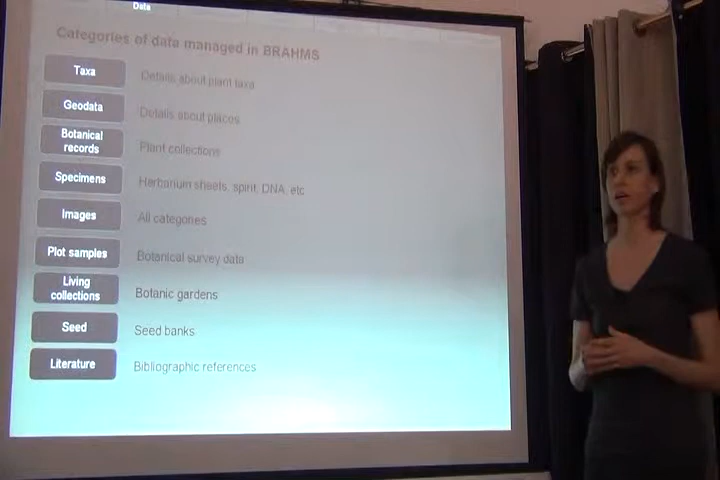 Data
Categories of data managed in BRAHMS
Taxa
Details about plant taxa
Geodata
Details about places
Botanical
records
Plant collections
Specimens
Herbarium sheets, spirit, DNA, etc
Images
All categories
Plot samples
Botanical survey data
Living
collections
Botanic gardens
Seed
Seed banks
Literature
Bibliographic references